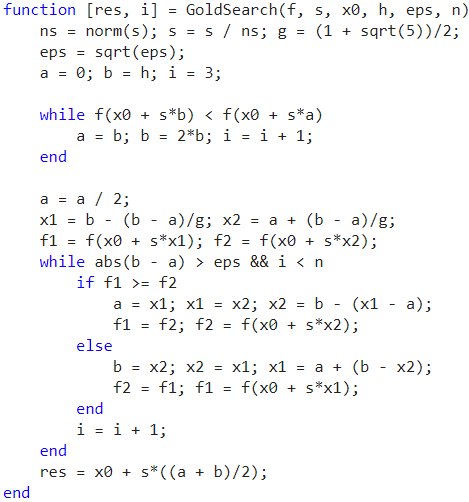 function [res, i] = GoldSearch(f, s, x0, h, eps, n)
    ns = norm(s); s = s / ns; g = (1 + sqrt(5))/2;
    eps = sqrt(eps);
    a = 0; b = h; i = 3;

    while f(x0 + s*b) < f(x0 + s*a)
        a = b; b = 2*b; i = i + 1;
    end

    a = a / 2;
    x1 = b - (b - a)/g; x2 = a + (b - a)/g;
    f1 = f(x0 + s*x1); f2 = f(x0 + s*x2);
    while abs(b - a) > eps && i < n
        if f1 >= f2
            a = x1; x1 = x2; x2 = b - (x1 - a);
            f1 = f2; f2 = f(x0 + s*x2);
        else
            b = x2; x2 = x1; x1 = a + (b - x2);
            f2 = f1; f1 = f(x0 + s*x1);
        end
        i = i + 1;
    end
    res = x0 + s*((a + b)/2);
end